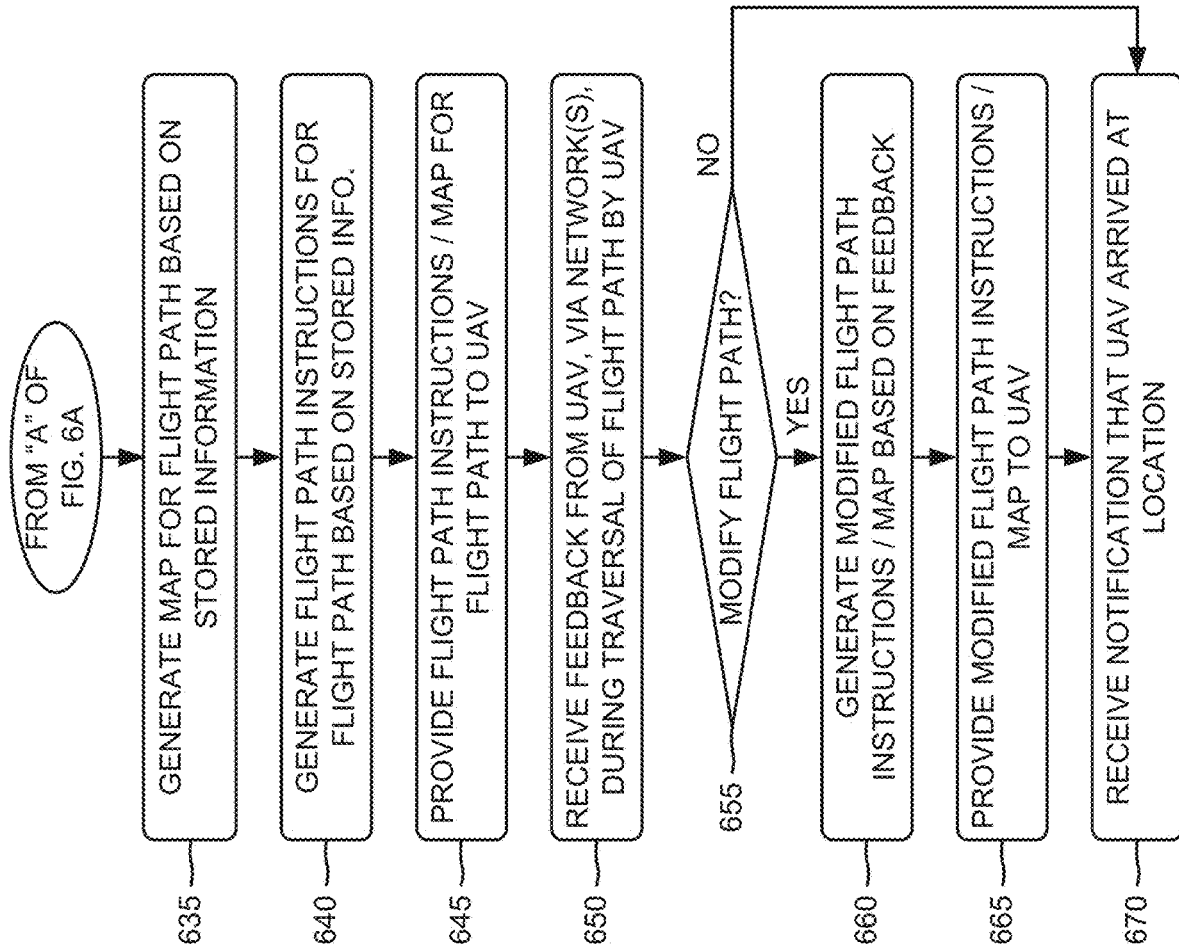 FROM "A" OF
FIG. 6A
635
GENERATE MAP FOR FLIGHT PATH BASED ON
STORED INFORMATION
640
GENERATE FLIGHT PATH INSTRUCTIONS FOR
FLIGHT PATH BASED ON STORED INFO.
645
PROVIDE FLIGHT PATH INSTRUCTIONS / MAP FOR
FLIGHT PATH TO UAV
650
RECEIVE FEEDBACK FROM UAV, VIA NETWORK(S),
DURING TRAVERSAL OF FLIGHT PATH BY UAV
655
MODIFY FLIGHT PATH?
NO
YES
660
GENERATE MODIFIED FLIGHT PATH
INSTRUCTIONS / MAP BASED ON FEEDBACK
665
PROVIDE MODIFIED FLIGHT PATH INSTRUCTIONS /
MAP TO UAV
670
RECEIVE NOTIFICATION THAT UAV ARRIVED AT
LOCATION